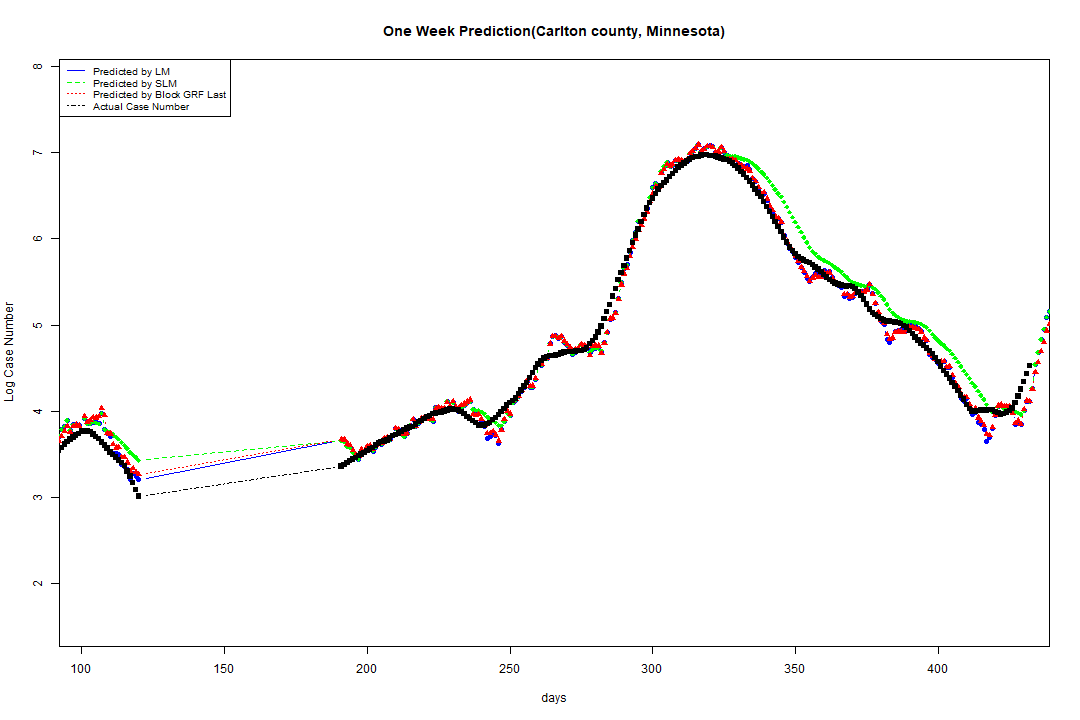 One Week Prediction(Carlton county, Minnesota)
Predicted by LM
Predicted by SLM
Predicted by Block GRF Last
Actual Case Number
8
7
6
5
4
3
2
Log Case Number
100 150 200 250 300 350 400
days